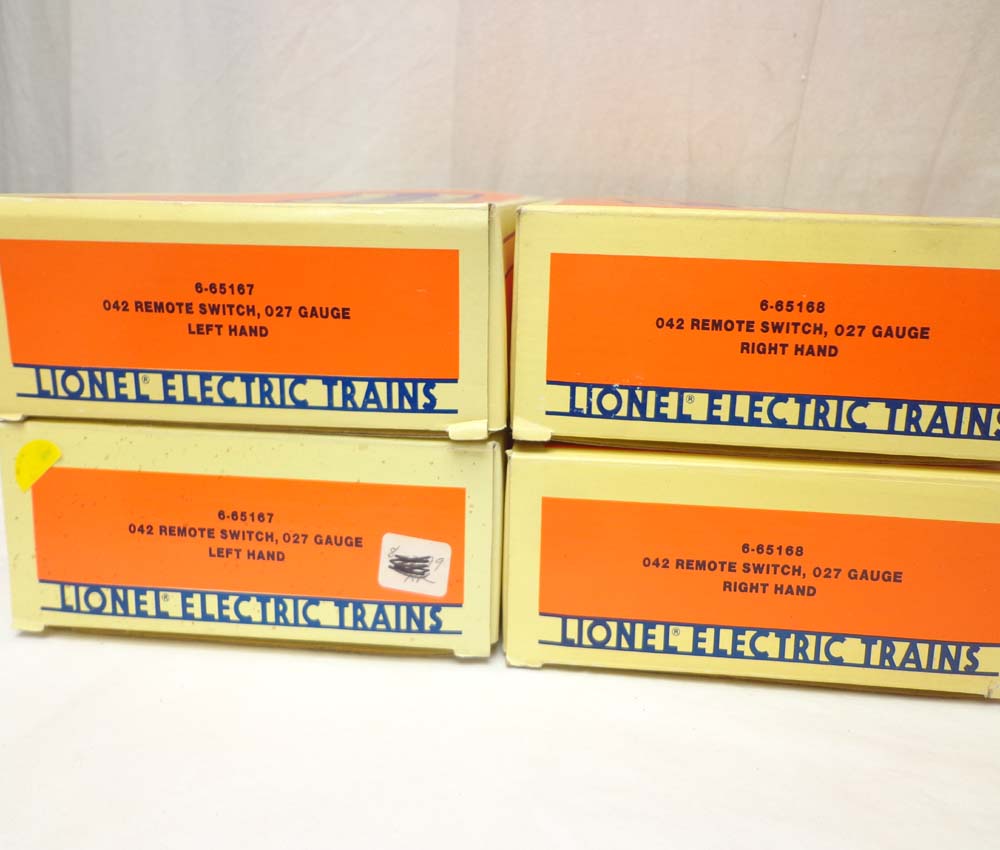 6-65167
042 REMOTE SWITCH, 027 GAUGE
LEFT HAND
LIONEL® ELECTRIC TRAINS
6-65168
042 REMOTE SWITCH, 027 GAUGE
RIGHT HAND
LIONEL® ELECTRIC TRAINS
6-65167
042 REMOTE SWITCH, 027 GAUGE
LEFT HAND
LIONEL® ELECTRIC TRAINS
6-65168
042 REMOTE SWITCH, 027 GAUGE
RIGHT HAND
LIONEL® ELECTRIC TRAINS